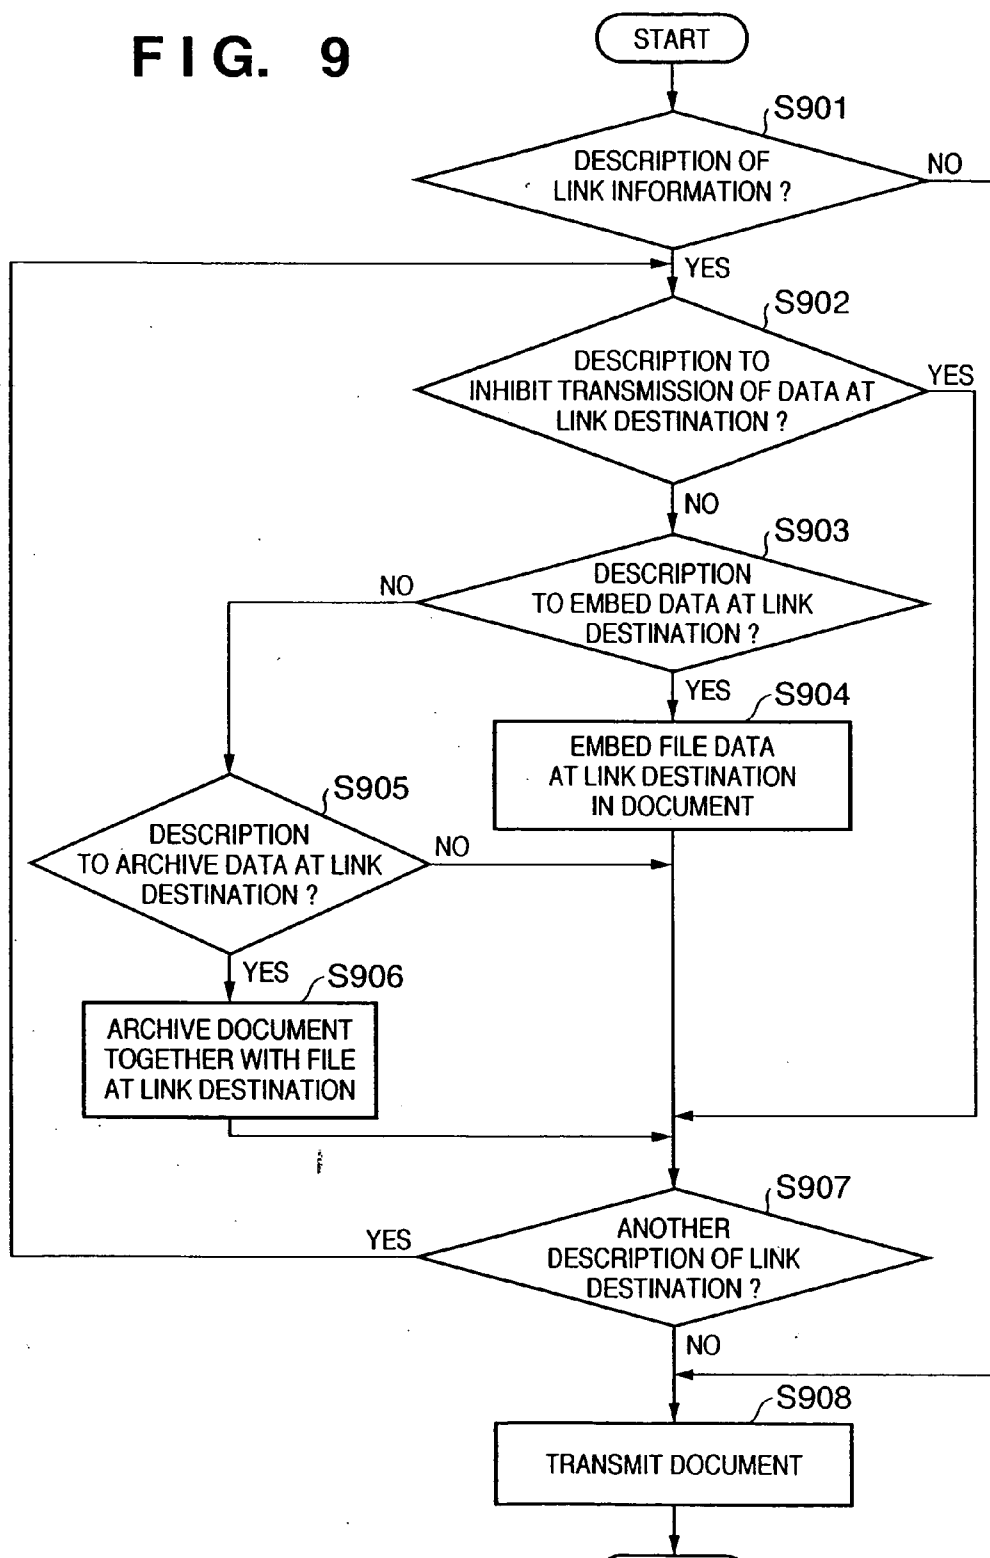 FIG. 9
START
S901
DESCRIPTION OF
LINK INFORMATION ?
NO
YES
S902
DESCRIPTION TO
INHIBIT TRANSMISSION OF DATA AT
LINK DESTINATION ?
YES
NO
S903
DESCRIPTION
TO EMBED DATA AT LINK
DESTINATION ?
NO
YES
S904
EMBED FILE DATA
AT LINK DESTINATION
IN DOCUMENT
S905
DESCRIPTION
TO ARCHIVE DATA AT LINK
DESTINATION ?
NO
YES
S906
ARCHIVE DOCUMENT
TOGETHER WITH FILE
AT LINK DESTINATION
S907
ANOTHER
DESCRIPTION OF LINK
DESTINATION ?
YES
NO
S908
TRANSMIT DOCUMENT